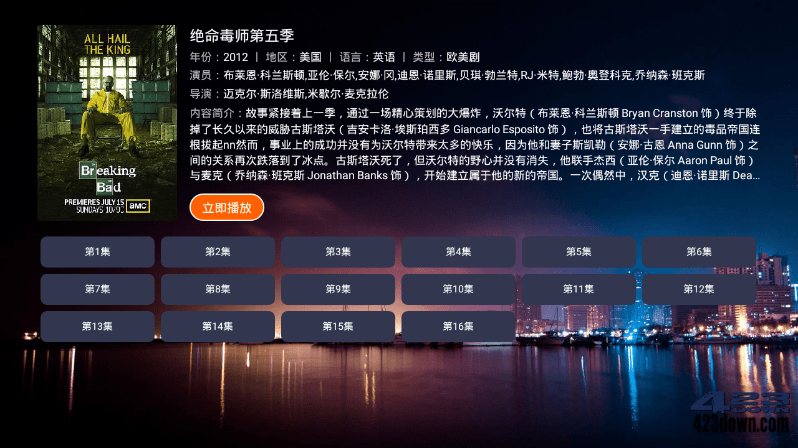 ALL HAIL
THE KING
Breaking
Bad
PREMIERES JULY 15
SUNDAYS 10/9C AMC
绝命毒师第五季
年份：2012 | 地区：美国 | 语言：英语 | 类型：欧美剧
演员：布莱恩·科兰斯顿,亚伦·保尔,安娜·冈,迪恩·诺里斯,贝琪·勃兰特,RJ·米特,鲍勃·奥登科克,乔纳森·班克斯
导演：迈克尔·斯洛维斯,米歇尔·麦克拉伦
内容简介：故事紧接着上一季，通过一场精心策划的大爆炸，沃尔特（布莱恩·科兰斯顿 Bryan Cranston 饰）终于除
掉了长久以来的威胁古斯塔沃（吉安卡洛·埃斯珀西多 Giancarlo Esposito 饰），也将古斯塔沃一手建立的毒品帝国连
根拔起nn然而，事业上的成功并没有为沃尔特带来太多的快乐，因为他和妻子斯凯勒（安娜·古恩 Anna Gunn 饰）之
间的关系再次跌落到了冰点。古斯塔沃死了，但沃尔特的野心并没有消失，他联手杰西（亚伦·保尔 Aaron Paul 饰）
与麦克（乔纳森·班克斯 Jonathan Banks 饰），开始建立属于他的新的帝国。一次偶然中，汉克（迪恩·诺里斯 Dea...
立即播放
第1集 第2集 第3集 第4集 第5集 第6集
第7集 第8集 第9集 第10集 第11集 第12集
第13集 第14集 第15集 第16集
423
DOWN
423down.com